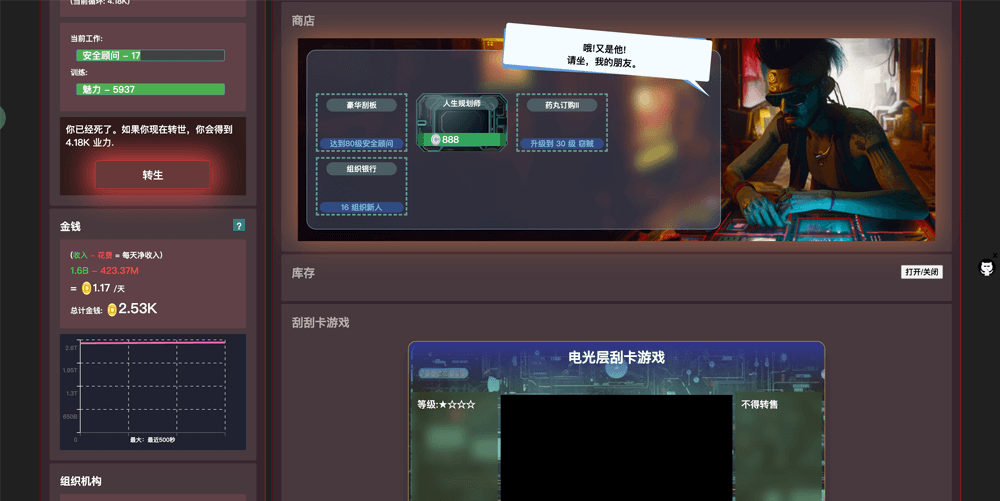 (当前循环: 4.18K)
当前工作:
安全顾问 – 17
训练:
魅力 – 5937
你已经死了。如果你现在转世，你会得到
4.18K 业力.
转生
金钱
?
(收入 – 花费 = 每天净收入)
1.6B – 423.37M
= 1.17 /天
总计金钱: 2.53K
2.6T
1.95T
1.3T
650B
0
最大：最近500秒
组织机构
商店
哦!又是他!
请坐，我的朋友。
豪华刮板
达到80级安全顾问
人生规划师
888
药丸订购II
升级到 30 级 窃贼
组织银行
16 组织新人
库存
打开/关闭
刮刮卡游戏
电光层刮卡游戏
等级:★☆☆☆
不得转售